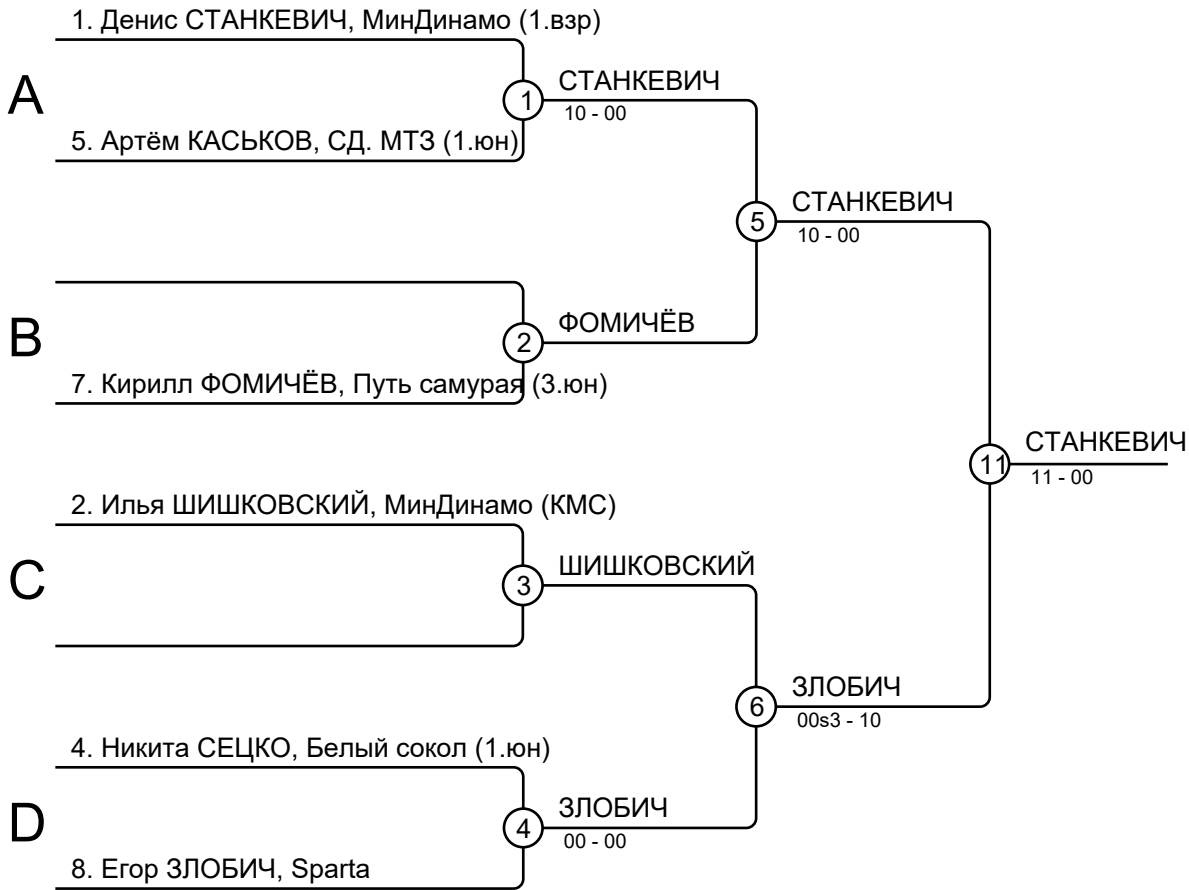 1. Денис СТАНКЕВИЧ, МинДинамо (1.взр)
A
1
СТАНКЕВИЧ
10 - 00
5. Артём КАСЬКОВ, СД. МТЗ (1.юн)
5
СТАНКЕВИЧ
10 - 00
B
2
ФОМИЧЁВ
7. Кирилл ФОМИЧЁВ, Путь самурая (3.юн)
11
СТАНКЕВИЧ
11 - 00
2. Илья ШИШКОВСКИЙ, МинДинамо (КМС)
C
3
ШИШКОВСКИЙ
6
ЗЛОБИЧ
00s3 - 10
4. Никита СЕЦКО, Белый сокол (1.юн)
D
4
ЗЛОБИЧ
00 - 00
8. Егор ЗЛОБИЧ, Sparta